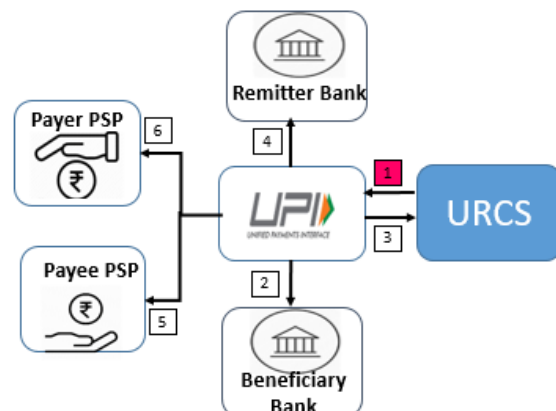 Remitter Bank
Payer PSP
6
₹
4
1
UPI
UNIFIED PAYMENTS INTERFACE
URCS
3
Payee PSP
₹
5
2
Beneficiary
Bank